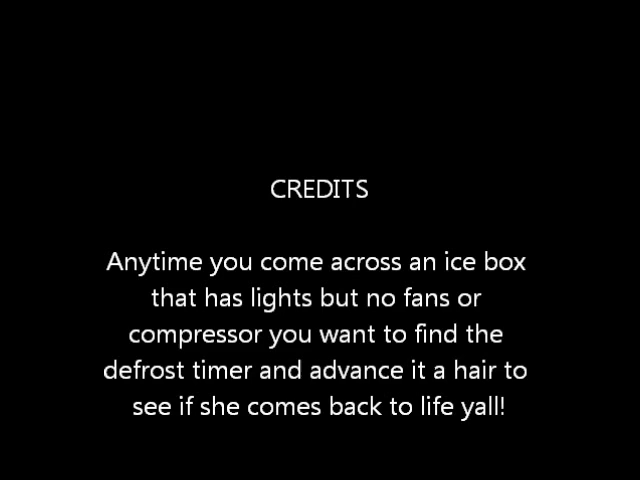 CREDITS
Anytime you come across an ice box
that has lights but no fans or
compressor you want to find the
defrost timer and advance it a hair to
see if she comes back to life yall!